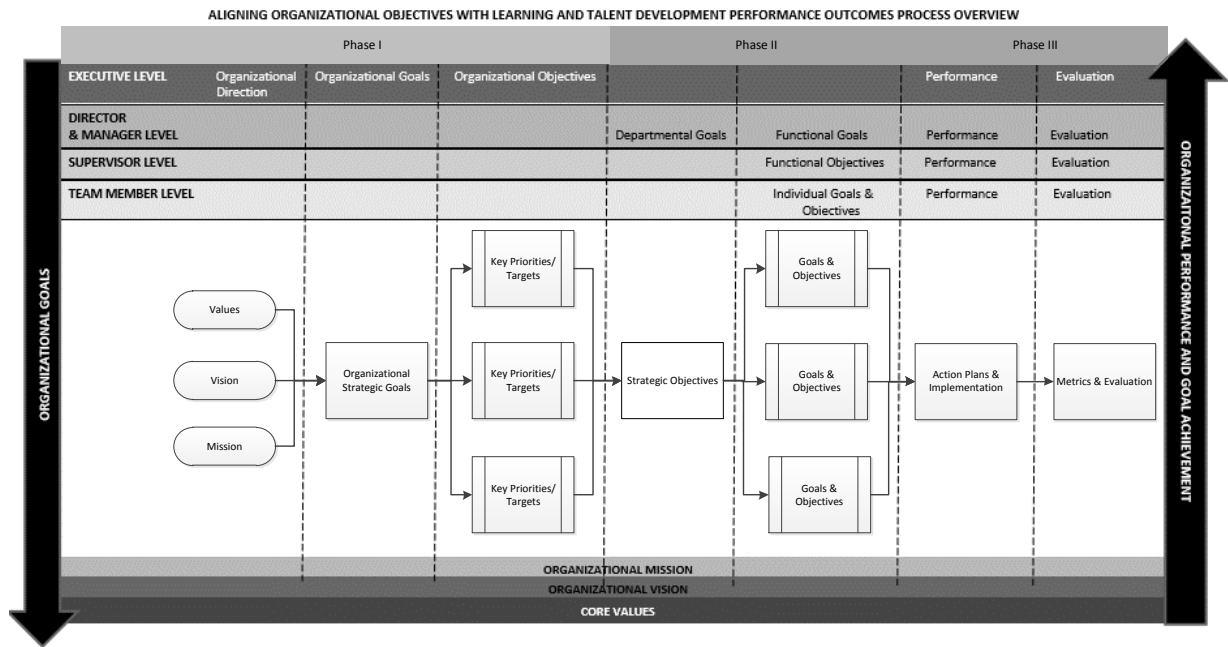 ALIGNING ORGANIZATIONAL OBJECTIVES WITH LEARNING AND TALENT DEVELOPMENT PERFORMANCE OUTCOMES PROCESS OVERVIEW
Phase I
Phase II
Phase III
EXECUTIVE LEVEL
Organizational
Direction
Organizational Goals
Organizational Objectives
Performance
Evaluation
DIRECTOR
& MANAGER LEVEL
Departmental Goals
Functional Goals
Performance
Evaluation
SUPERVISOR LEVEL
Functional Objectives
Performance
Evaluation
TEAM MEMBER LEVEL
Individual Goals &
Objectives
Performance
Evaluation
ORGANIZATIONAL GOALS
Values
Vision
Mission
Organizational
Strategic Goals
Key Priorities/
Targets
Key Priorities/
Targets
Key Priorities/
Targets
Strategic Objectives
Goals &
Objectives
Goals &
Objectives
Goals &
Objectives
Action Plans &
Implementation
Metrics & Evaluation
ORGANIZAITONAL PERFORMANCE AND GOAL ACHIEVEMENT
ORGANIZATIONAL MISSION
ORGANIZATIONAL VISION
CORE VALUES